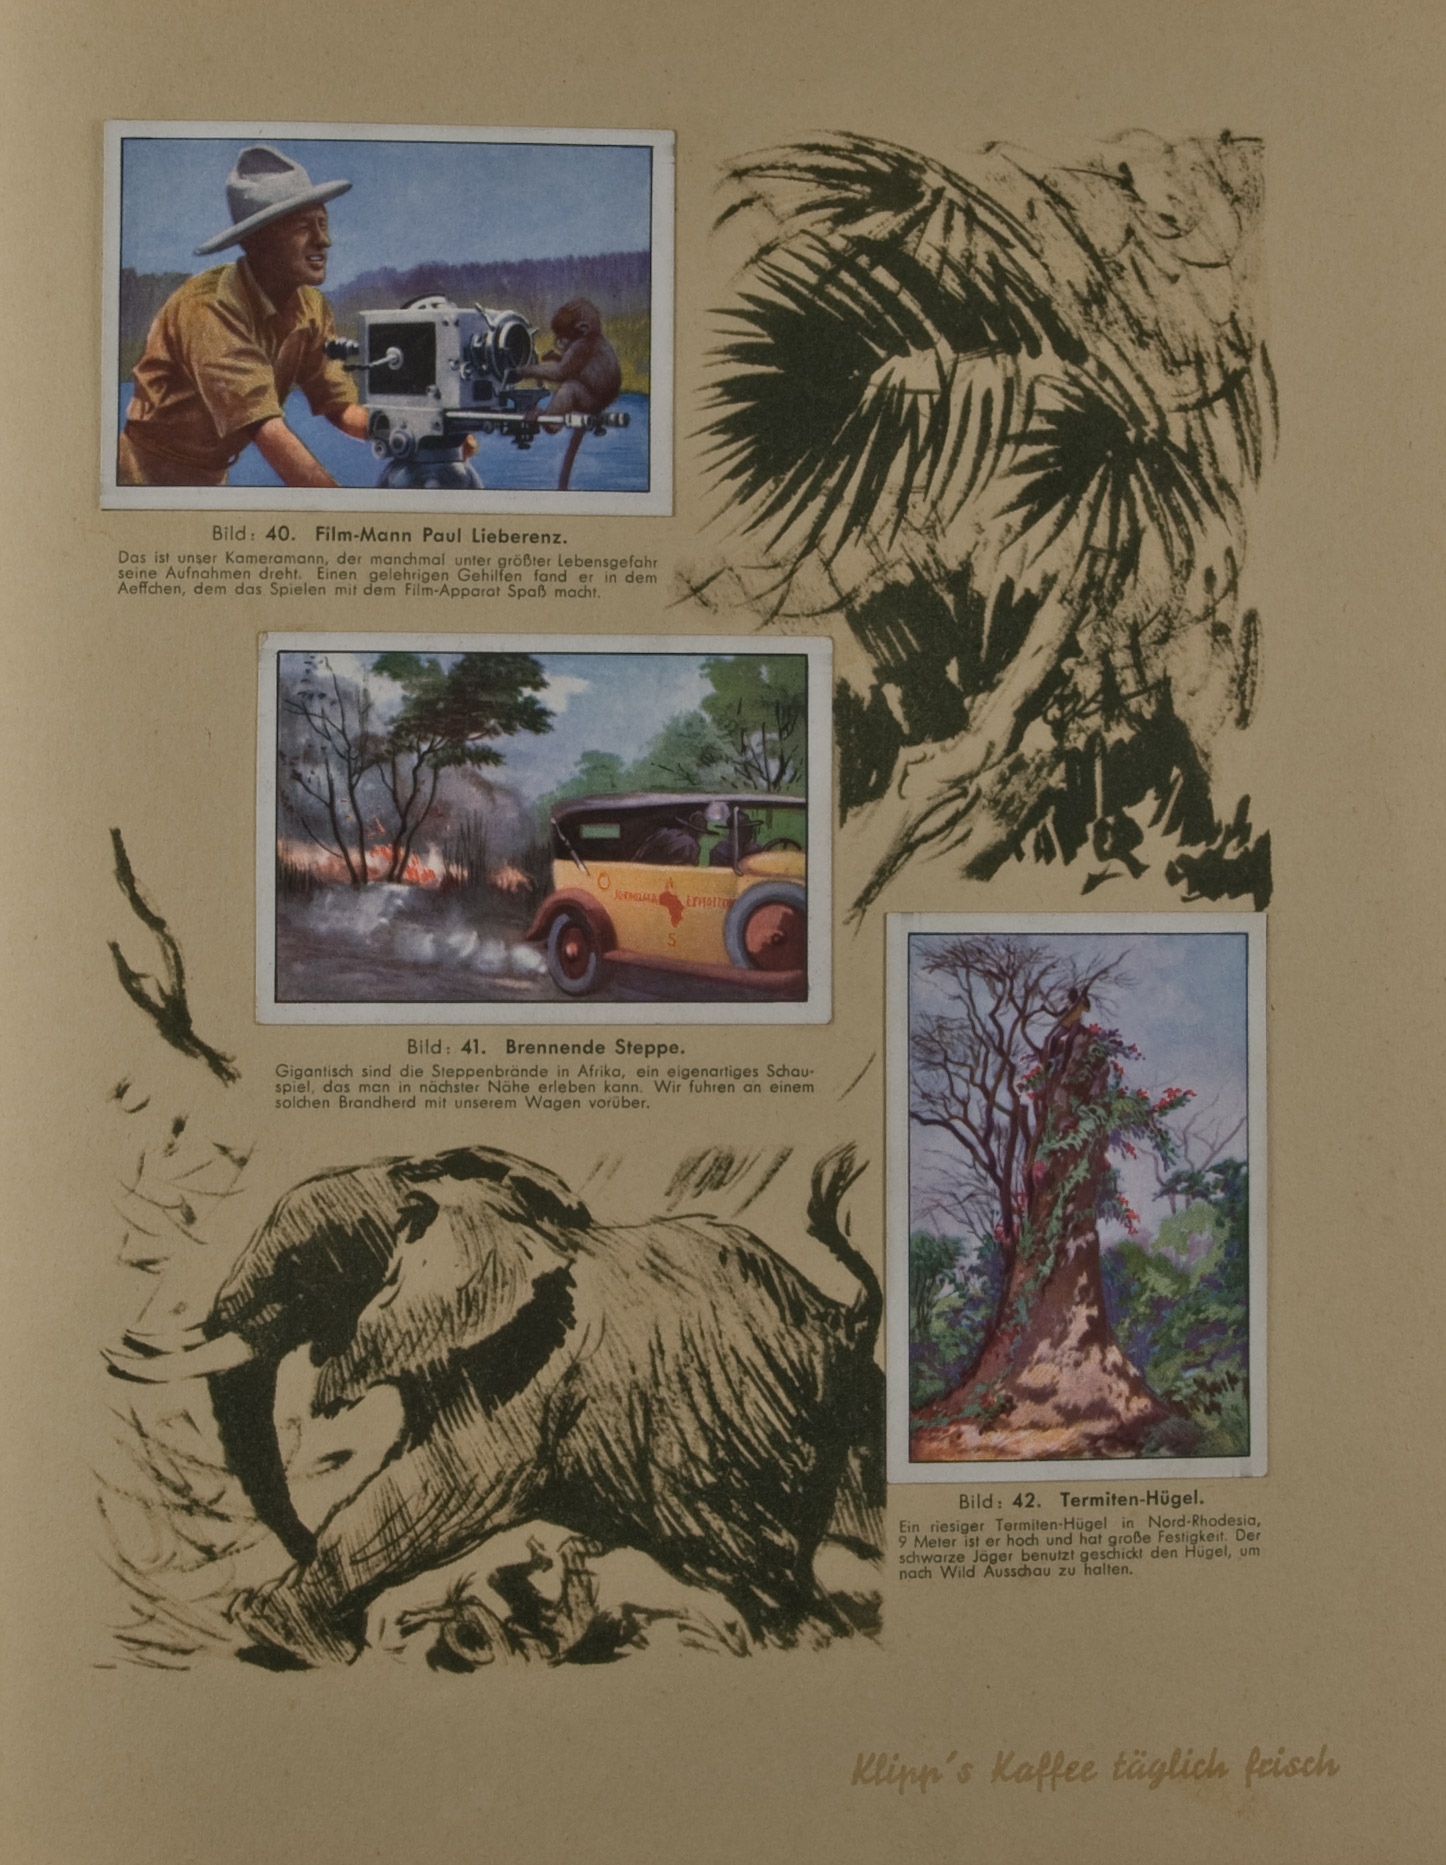 Bild: 40. Film-Mann Paul Lieberenz.
Das ist unser Kameramann, der manchmal unter größter Lebensgefahr
seine Aufnahmen dreht. Einen gelehrigen Gehilfen fand er in dem
Aeffchen, dem das Spielen mit dem Film-Apparat Spaß macht.
5
Bild: 41. Brennende Steppe.
Gigantisch sind die Steppenbrände in Afrika, ein eigenartiges Schau-
spiel, das man in nächster Nähe erleben kann. Wir fuhren an einem
solchen Brandherd mit unserem Wagen vorüber.
Bild: 42. Termiten-Hügel.
Ein riesiger Termiten-Hügel in Nord-Rhodesia,
9 Meter ist er hoch und hat große Festigkeit. Der
schwarze Jäger benutzt geschickt den Hügel, um
nach Wild Ausschau zu halten.
Klipp's Kaffee täglich frisch